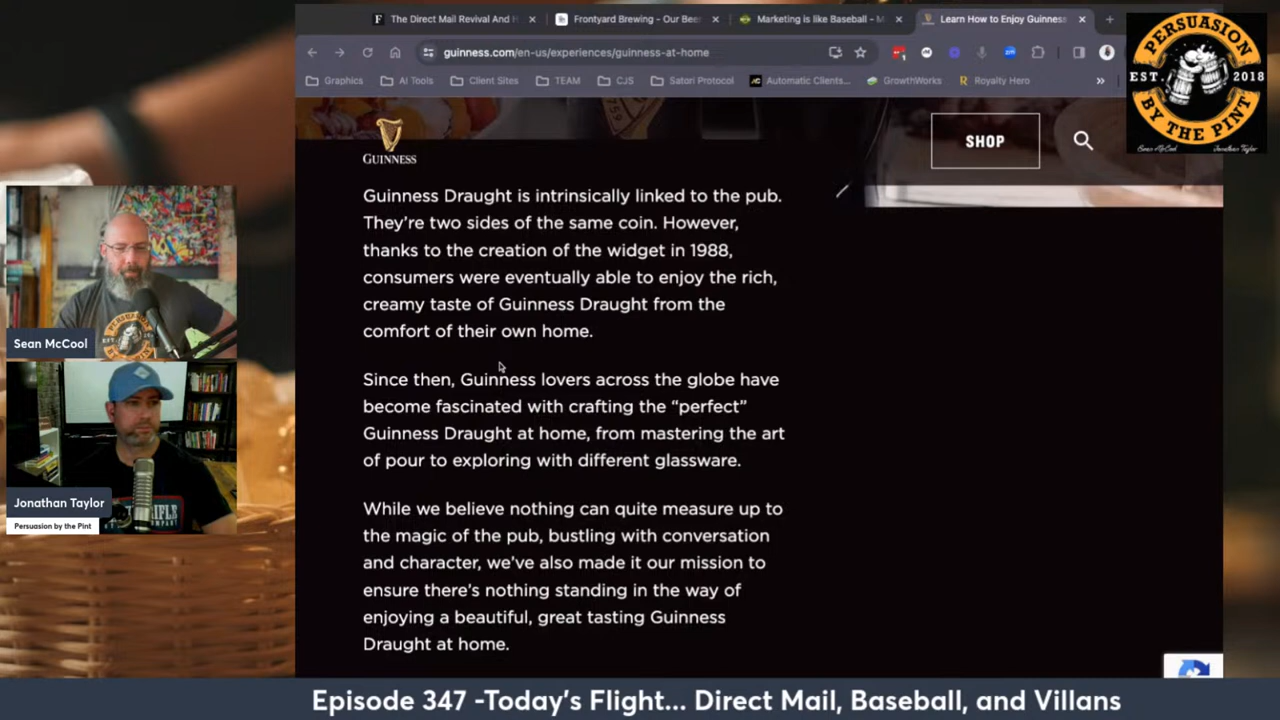 The Direct Mail Revival And H
Frontyard Brewing - Our Bee
Marketing is like Baseball - M
Learn How to Enjoy Guinness
guinness.com/en-us/experiences/guinness-at-home
Graphics
AI Tools
Client Sites
TEAM
CJS
Satori Protocol
Automatic Clients...
GrowthWorks
Royalty Hero
»
PERSUASION
EST. 2018
BY THE PINT
Sean McCool Jonathan Taylor
GUINNESS
SHOP
Guinness Draught is intrinsically linked to the pub.
They’re two sides of the same coin. However,
thanks to the creation of the widget in 1988,
consumers were eventually able to enjoy the rich,
creamy taste of Guinness Draught from the
comfort of their own home.
Since then, Guinness lovers across the globe have
become fascinated with crafting the “perfect”
Guinness Draught at home, from mastering the art
of pour to exploring with different glassware.
While we believe nothing can quite measure up to
the magic of the pub, bustling with conversation
and character, we’ve also made it our mission to
ensure there’s nothing standing in the way of
enjoying a beautiful, great tasting Guinness
Draught at home.
PERSUASION
Sean McCool
Jonathan Taylor
Persuasion by the Pint
Episode 347 -Today’s Flight... Direct Mail, Baseball, and Villans